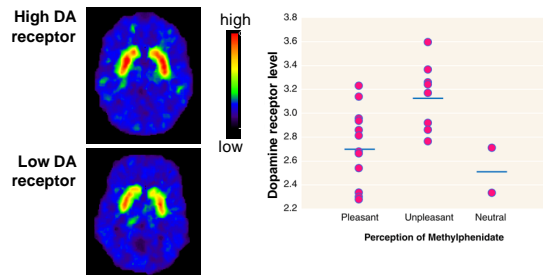 High DA
receptor
high
low
Low DA
receptor
Dopamine receptor level
3.8
3.6
3.4
3.2
3.0
2.8
2.6
2.4
2.2
Pleasant Unpleasant Neutral
Perception of Methylphenidate